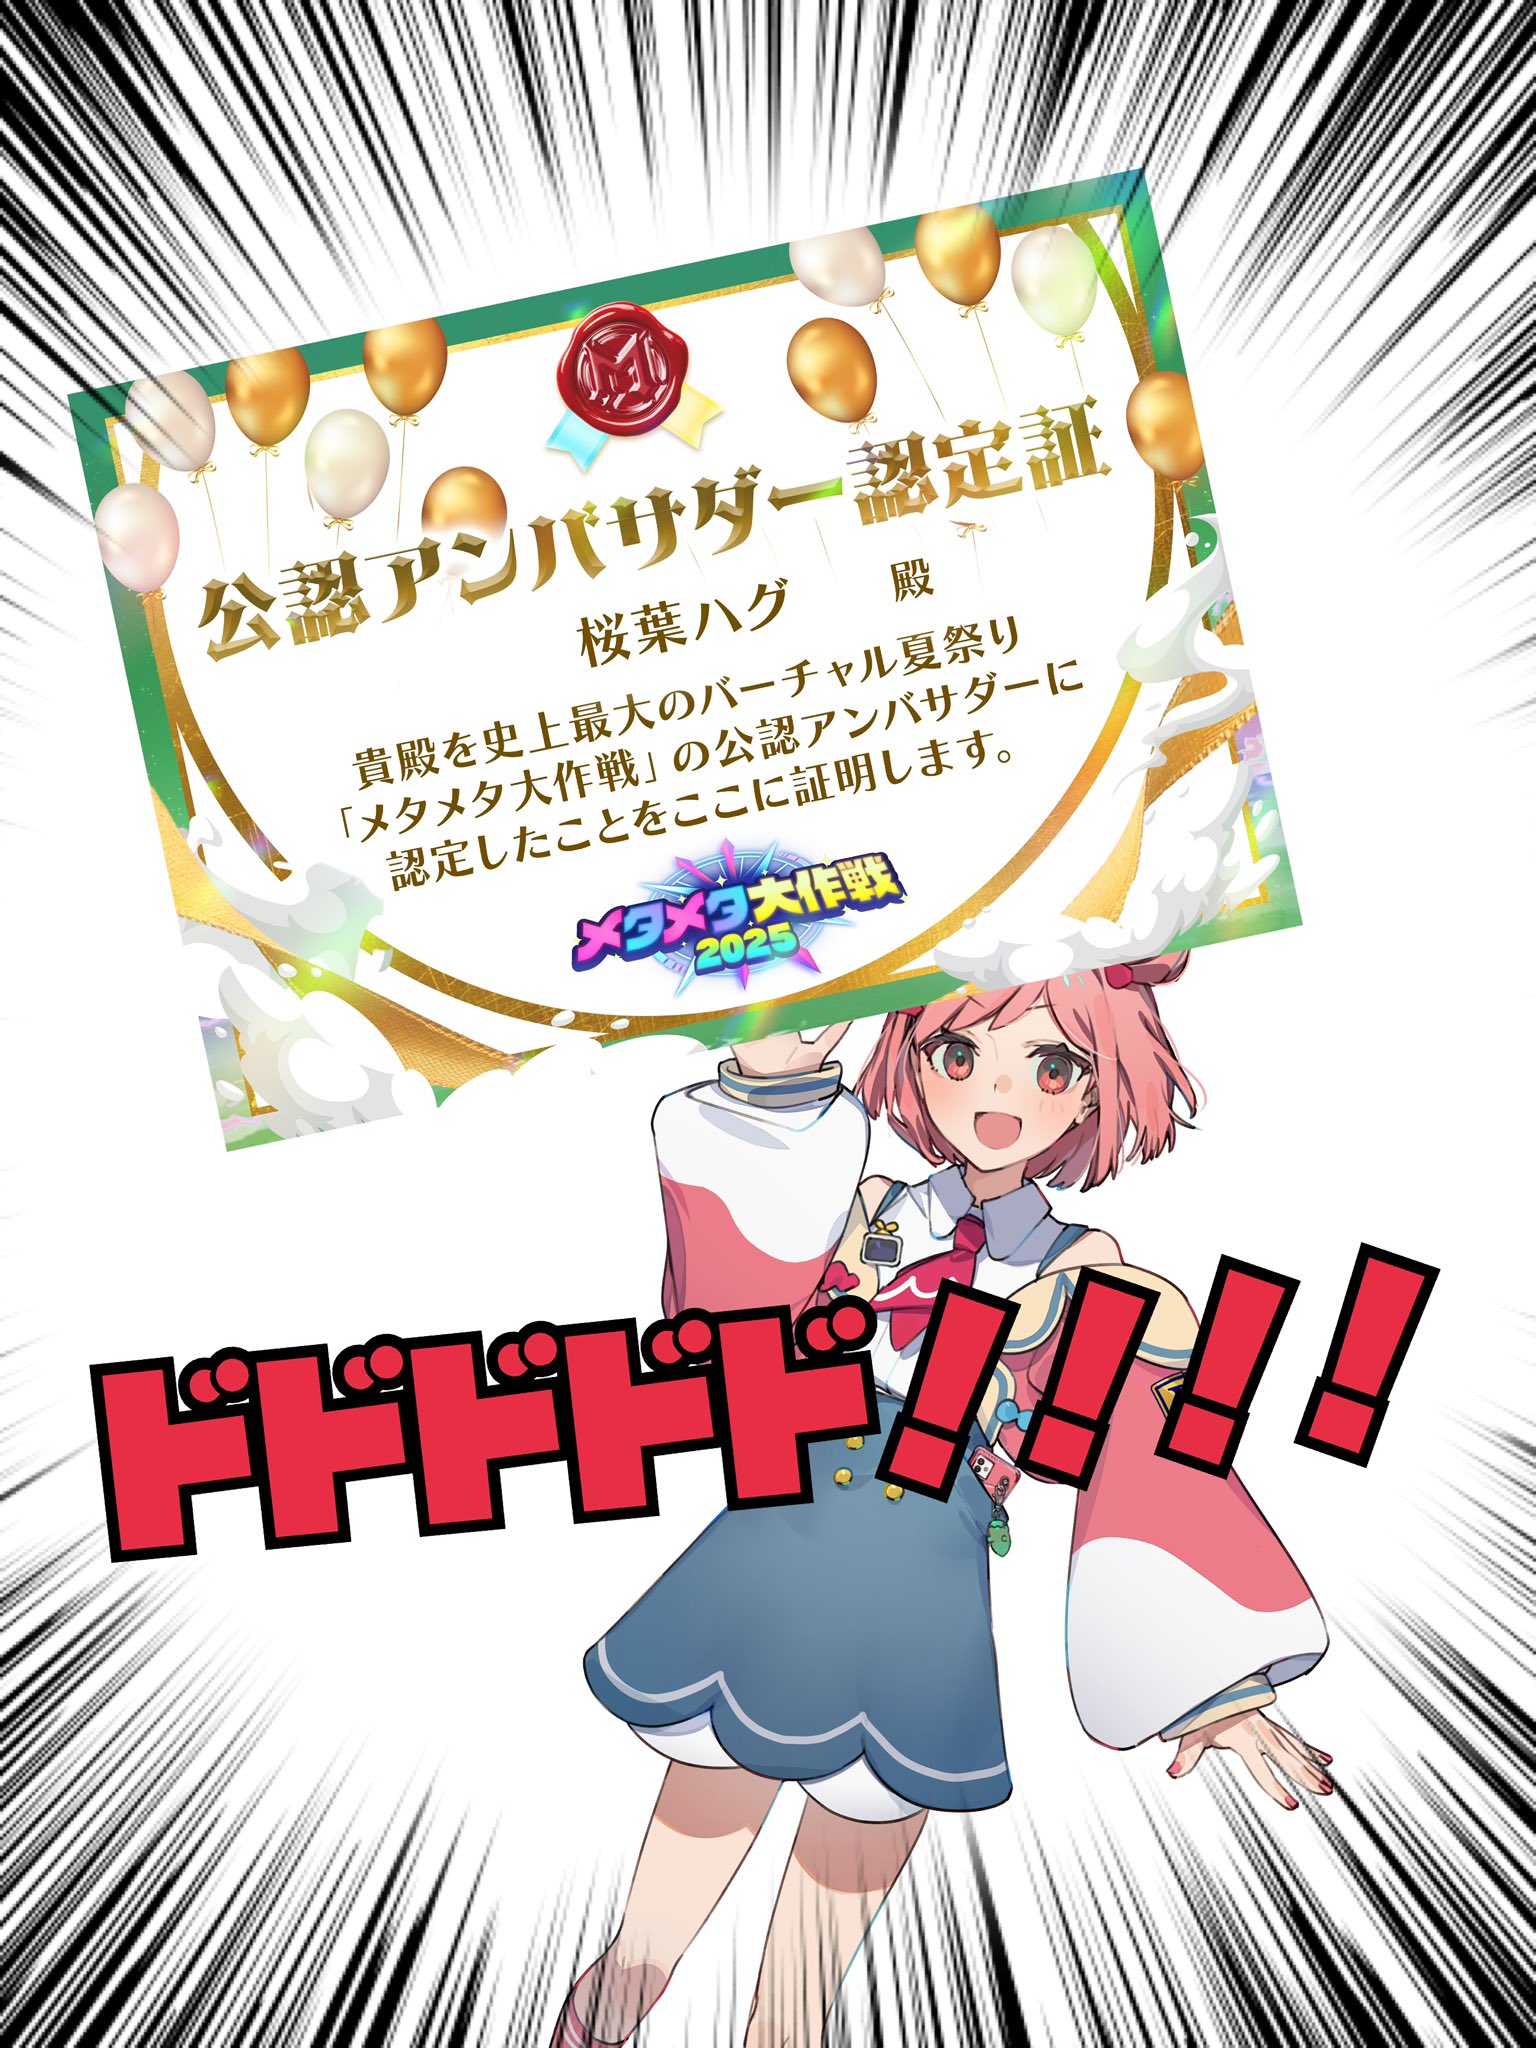 M
公認アンバサダー認定証
桜葉ハグ 殿
貴殿を史上最大のバーチャル夏祭り
「メタメタ大作戦」の公認アンバサダーに
認定したことをここに証明します。
メタメタ大作戦
2025
ドドドドド!!!!